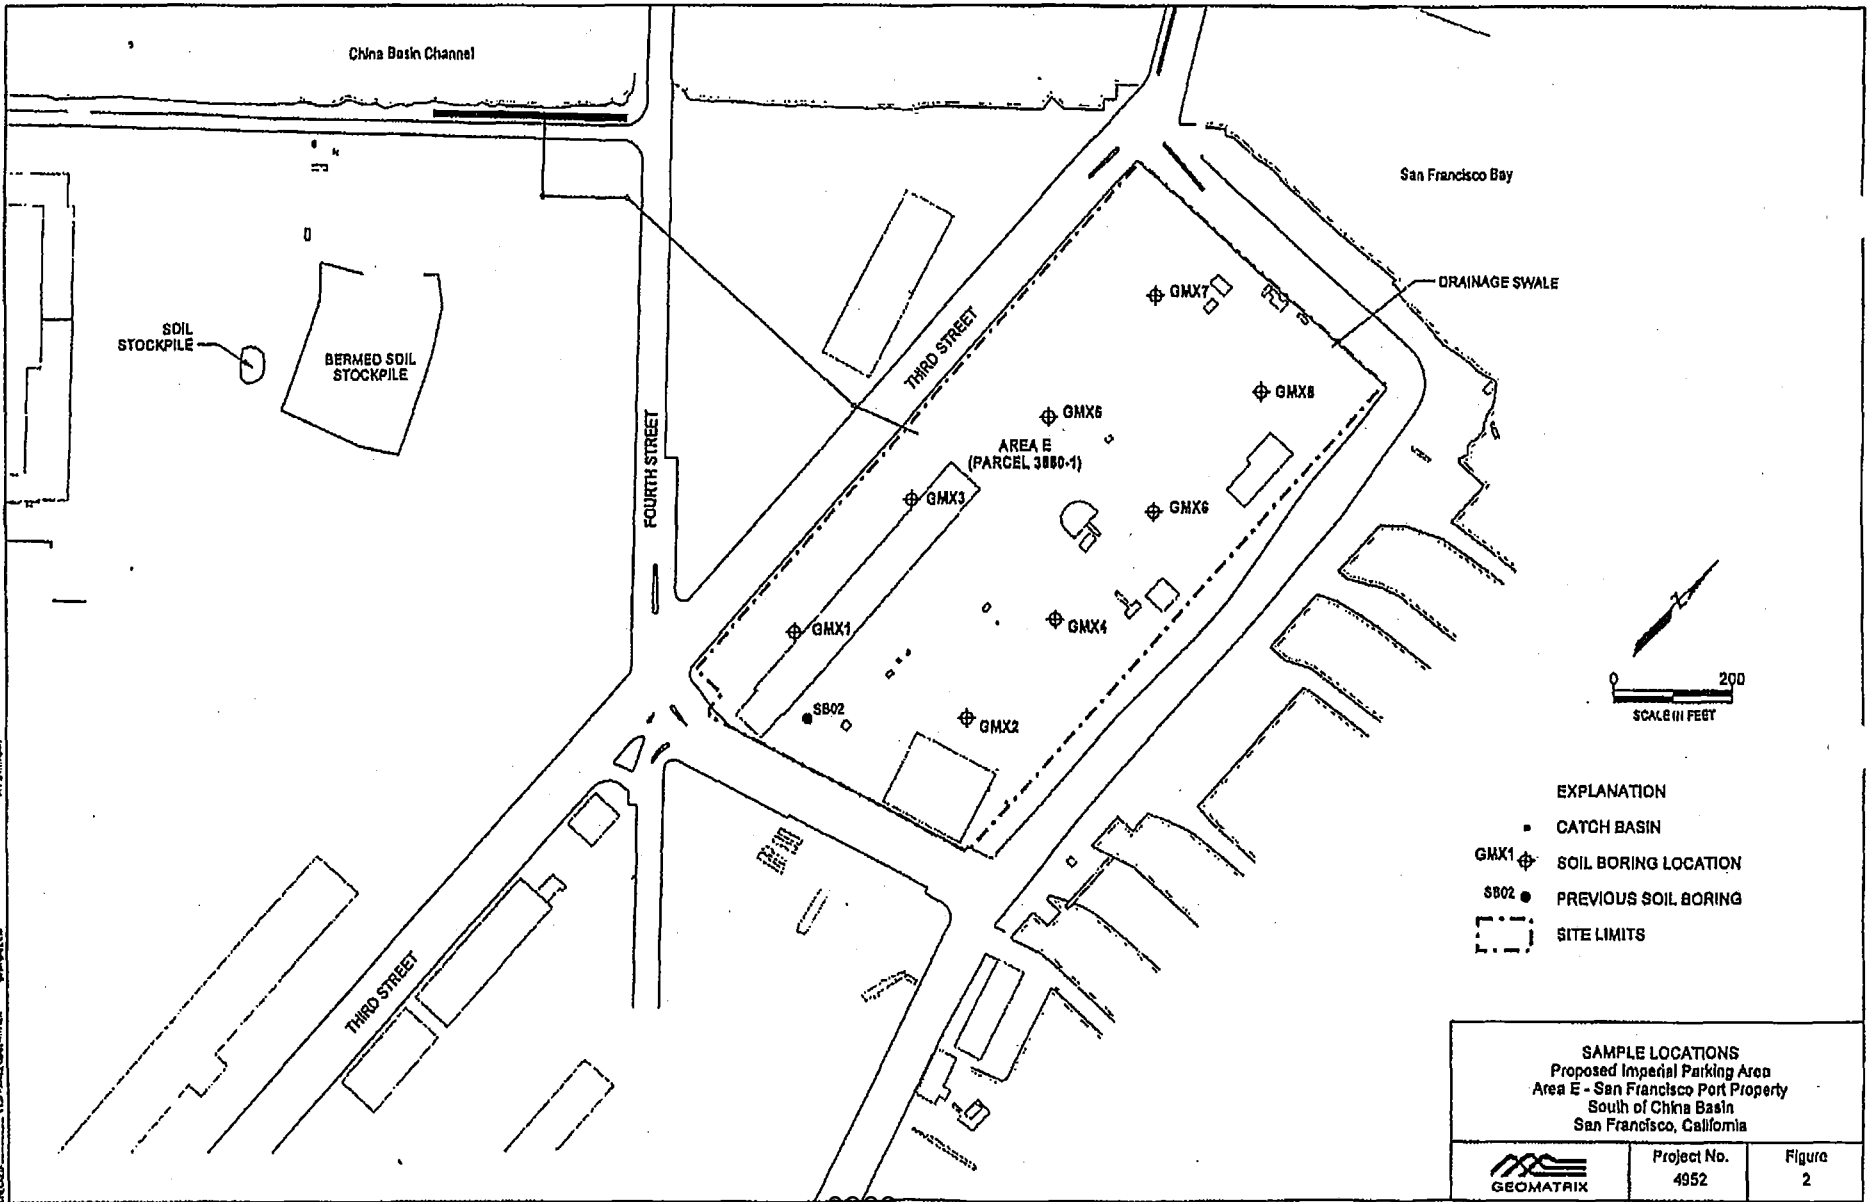 China Basin Channel
San Francisco Bay
DRAINAGE SWALE
GMX7
THIRD STREET
SOIL
STOCKPILE
BERMED SOIL
STOCKPILE
GMX8
GMX5
AREA E
(PARCEL 3880-1)
FOURTH STREET
GMX3
GMX6
GMX1
GMX4
SB02
GMX2
Z
0 200
SCALE IN FEET
EXPLANATION
CATCH BASIN
GMX1 SOIL BORING LOCATION
SB02 PREVIOUS SOIL BORING
SITE LIMITS
THIRD STREET
SAMPLE LOCATIONS
Proposed Imperial Parking Area
Area E - San Francisco Port Property
South of China Basin
San Francisco, California
GEOMATRIX
Project No.
4952
Figure
2